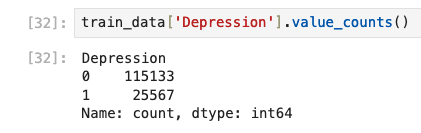 [32]: train_data['Depression'].value_counts()
[32]: Depression
0    115133
1     25567
Name: count, dtype: int64